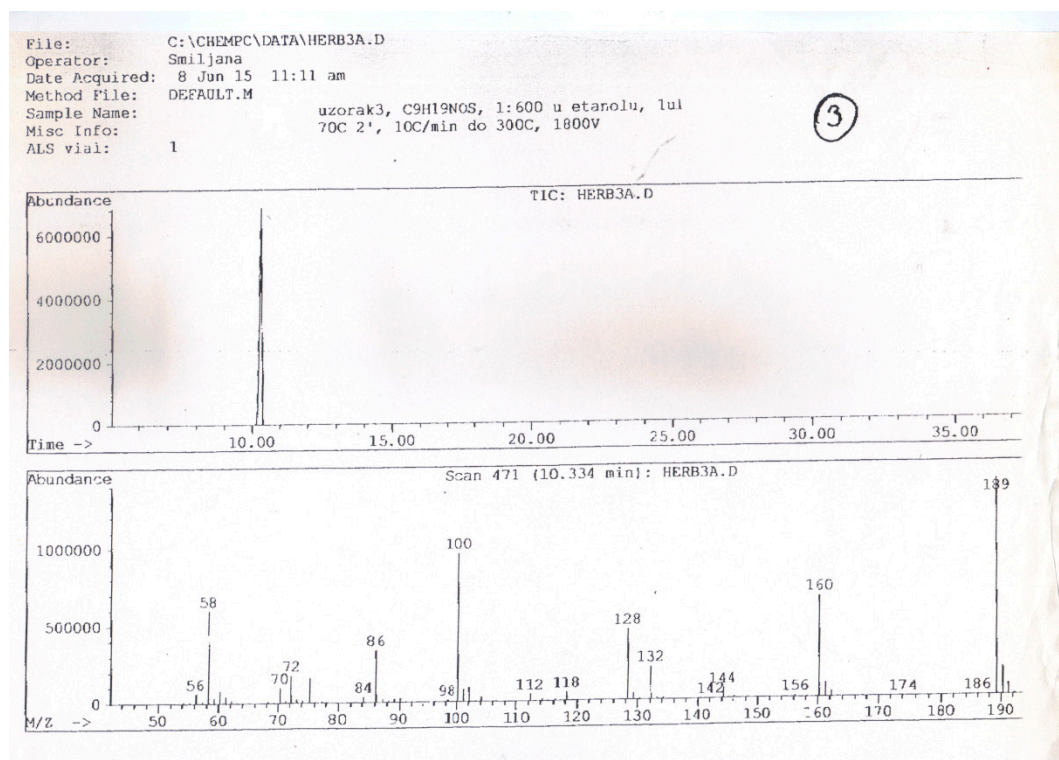 File: C:\CHEMPC\DATA\HERB3A.D
Operator: Smiljana
Date Acquired: 8 Jun 15 11:11 am
Method File: DEFAULT.M
Sample Name: uzorak3, C9H19NOS, 1:600 u etanolu, 1ul
Misc Info: 70C 2', 10C/min do 300C, 1800V
ALS vial: 1
3
Abundance TIC: HERB3A.D
6000000
4000000
2000000
0
Time -> 10.00 15.00 20.00 25.00 30.00 35.00
Abundance Scan 471 (10.334 min): HERB3A.D
189
1000000 100
160
58
500000 128
86
132
72
70 144
56 84 98 112 118 142 156 174 186
0
M/Z -> 50 60 70 80 90 100 110 120 130 140 150 160 170 180 190